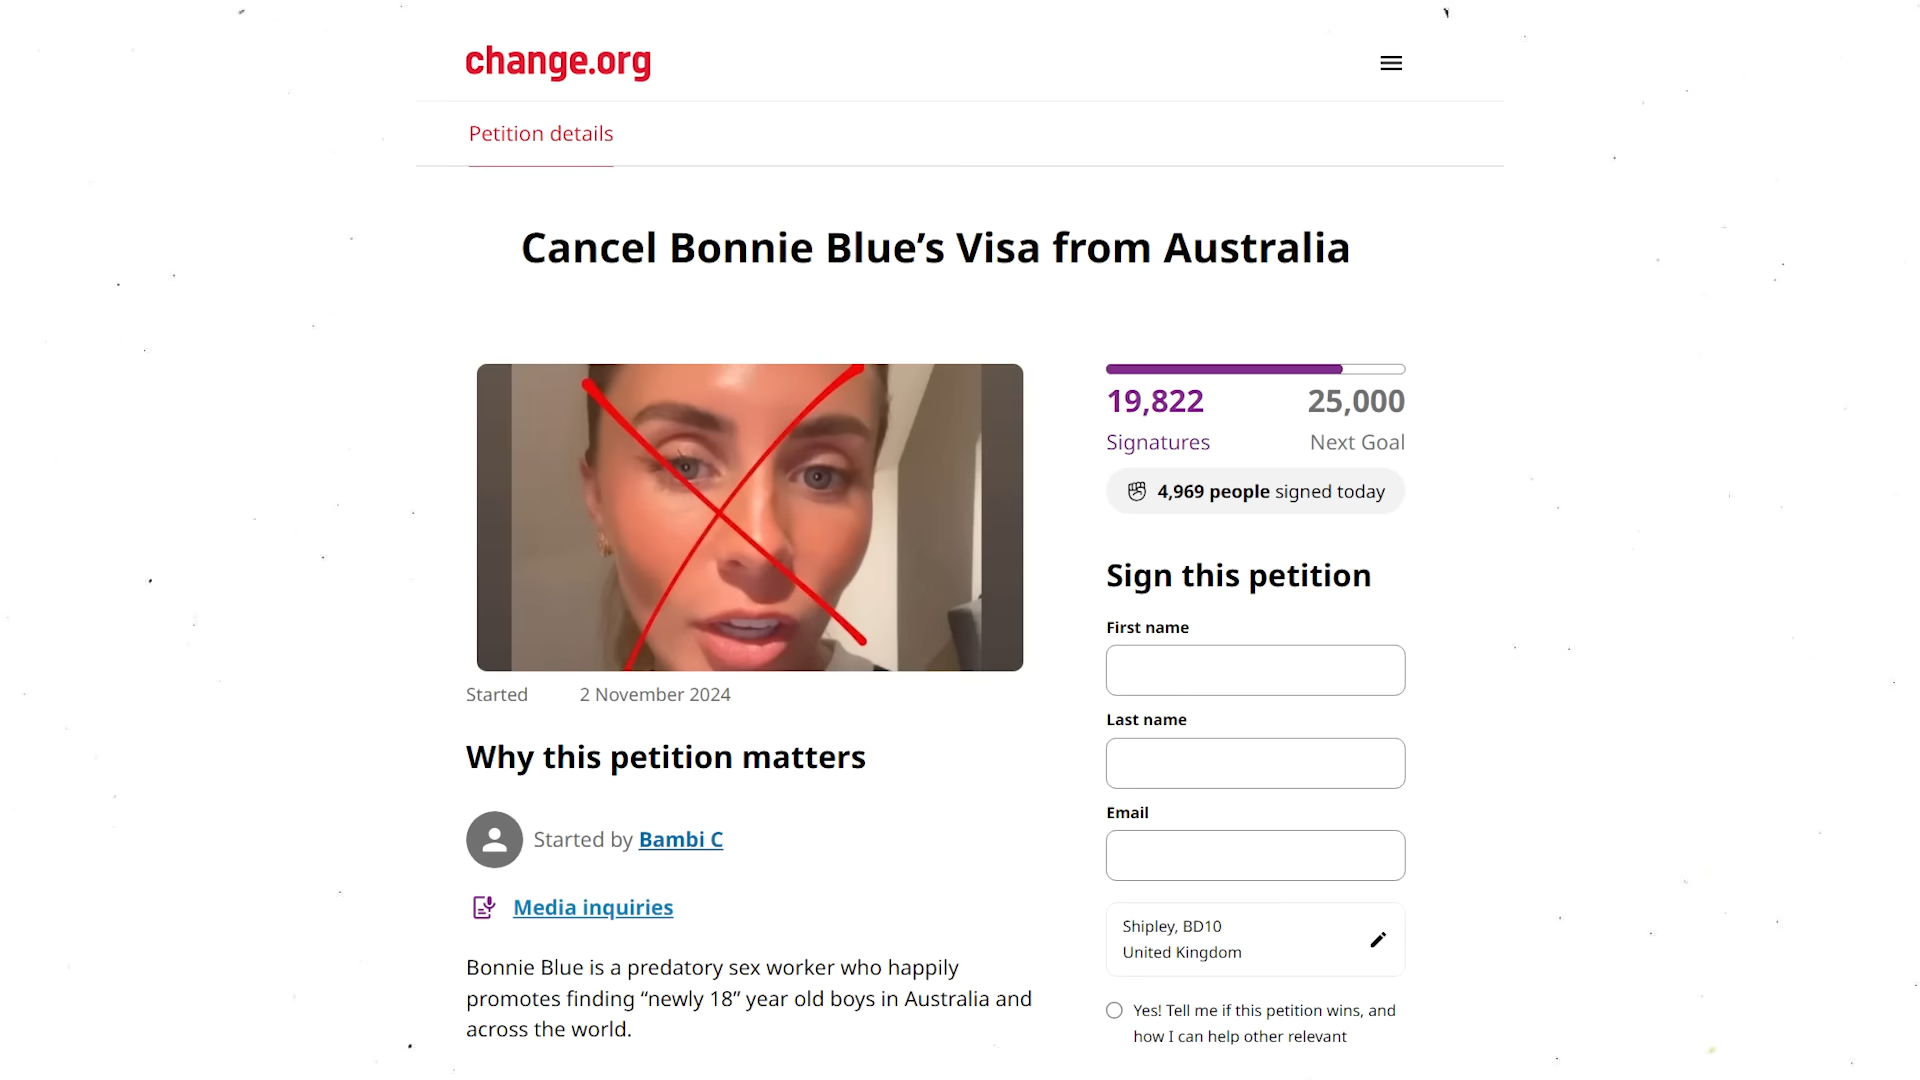 change.org
Petition details
Cancel Bonnie Blue’s Visa from Australia
19,822
25,000
Signatures
Next Goal
4,969 people signed today
Started
2 November 2024
Sign this petition
First name
Last name
Email
Why this petition matters
Started by Bambi C
Media inquiries
Bonnie Blue is a predatory sex worker who happily
promotes finding “newly 18” year old boys in Australia and
across the world.
Shipley, BD10
United Kingdom
Yes! Tell me if this petition wins, and
how I can help other relevant